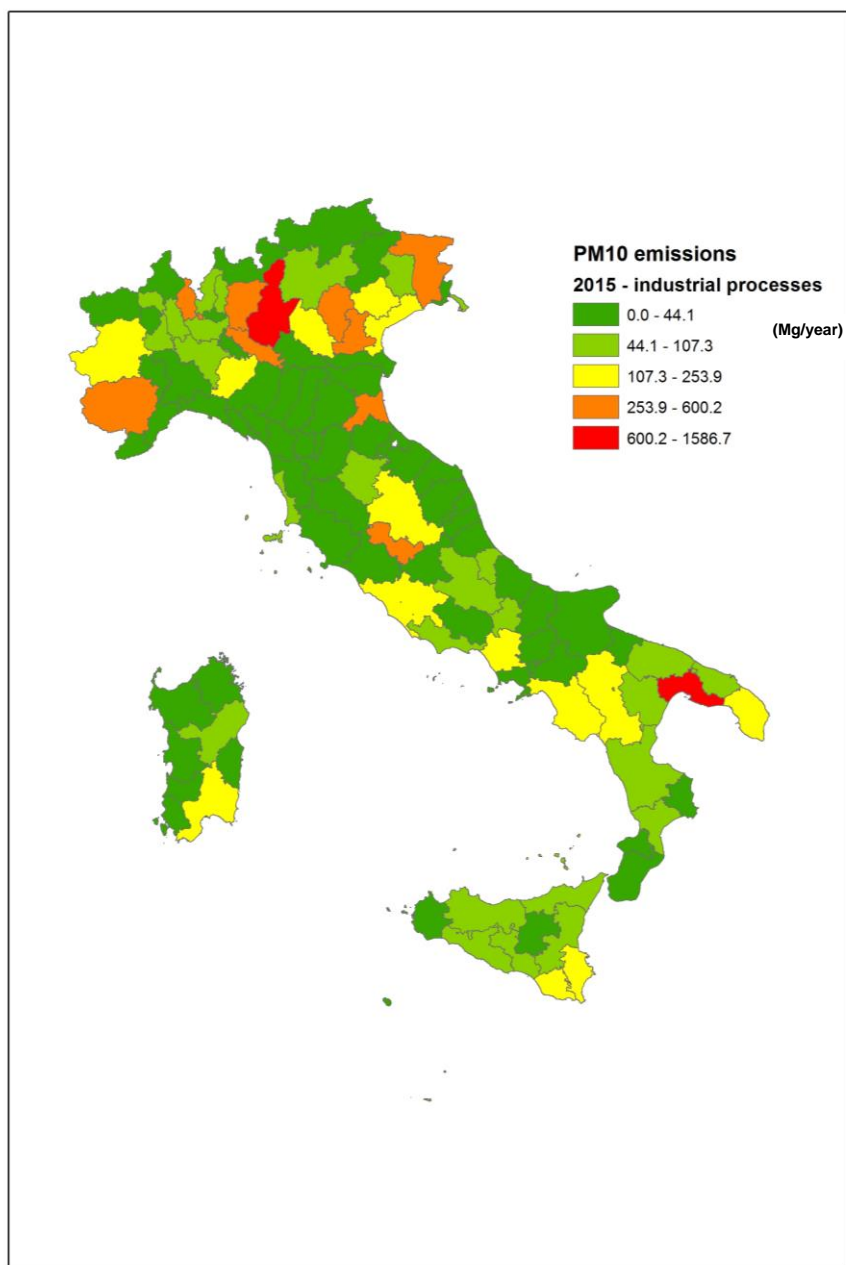 PM10 emissions
2015 - industrial processes
(Mg/year)
0.0 - 44.1
44.1 - 107.3
107.3 - 253.9
253.9 - 600.2
600.2 - 1586.7